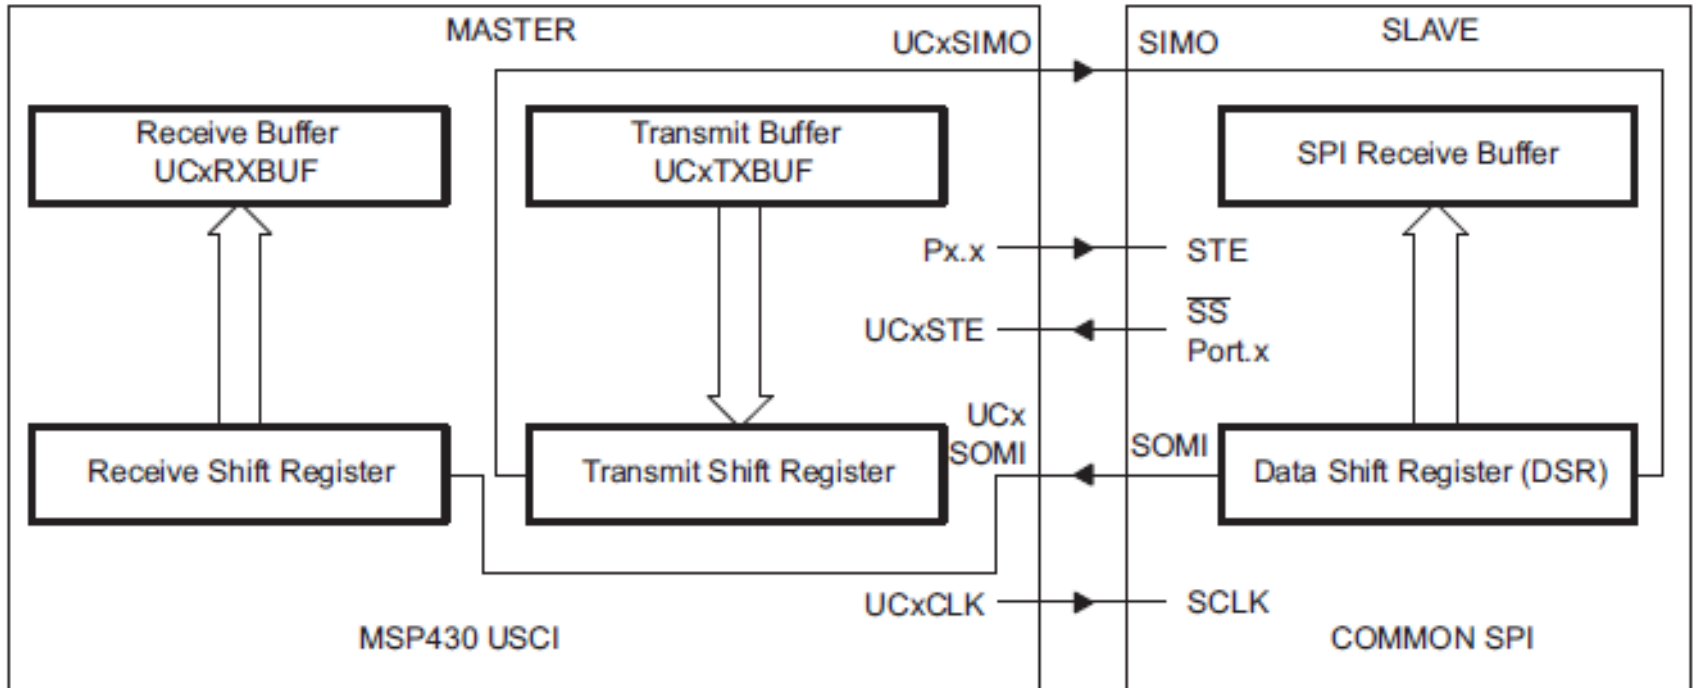 MASTER
UCxSIMO
SIMO
SLAVE
Receive Buffer
UCxRXBUF
Transmit Buffer
UCxTXBUF
SPI Receive Buffer
Px.x
STE
UCxSTE
SS
Port.x
UCx
SOMI
SOMI
Receive Shift Register
Transmit Shift Register
Data Shift Register (DSR)
UCxCLK
SCLK
MSP430 USCI
COMMON SPI